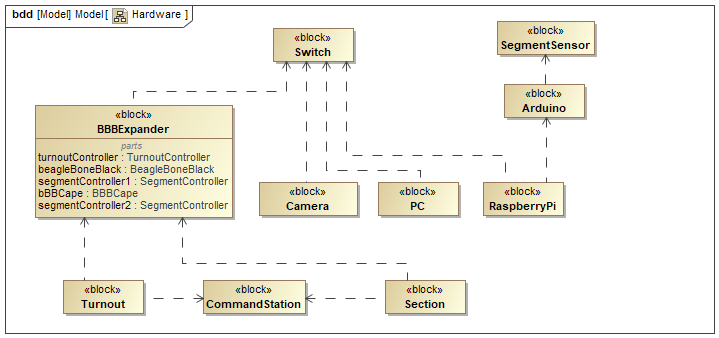 bdd [Model] Model [ Hardware ]
«block»
Switch
«block»
SegmentSensor
«block»
Arduino
«block»
BBBExpander
parts
turnoutController : TurnoutController
beagleBoneBlack : BeagleBoneBlack
segmentController1 : SegmentController
bBBCape : BBBCape
segmentController2 : SegmentController
«block»
Camera
«block»
PC
«block»
RaspberryPi
«block»
Turnout
«block»
CommandStation
«block»
Section